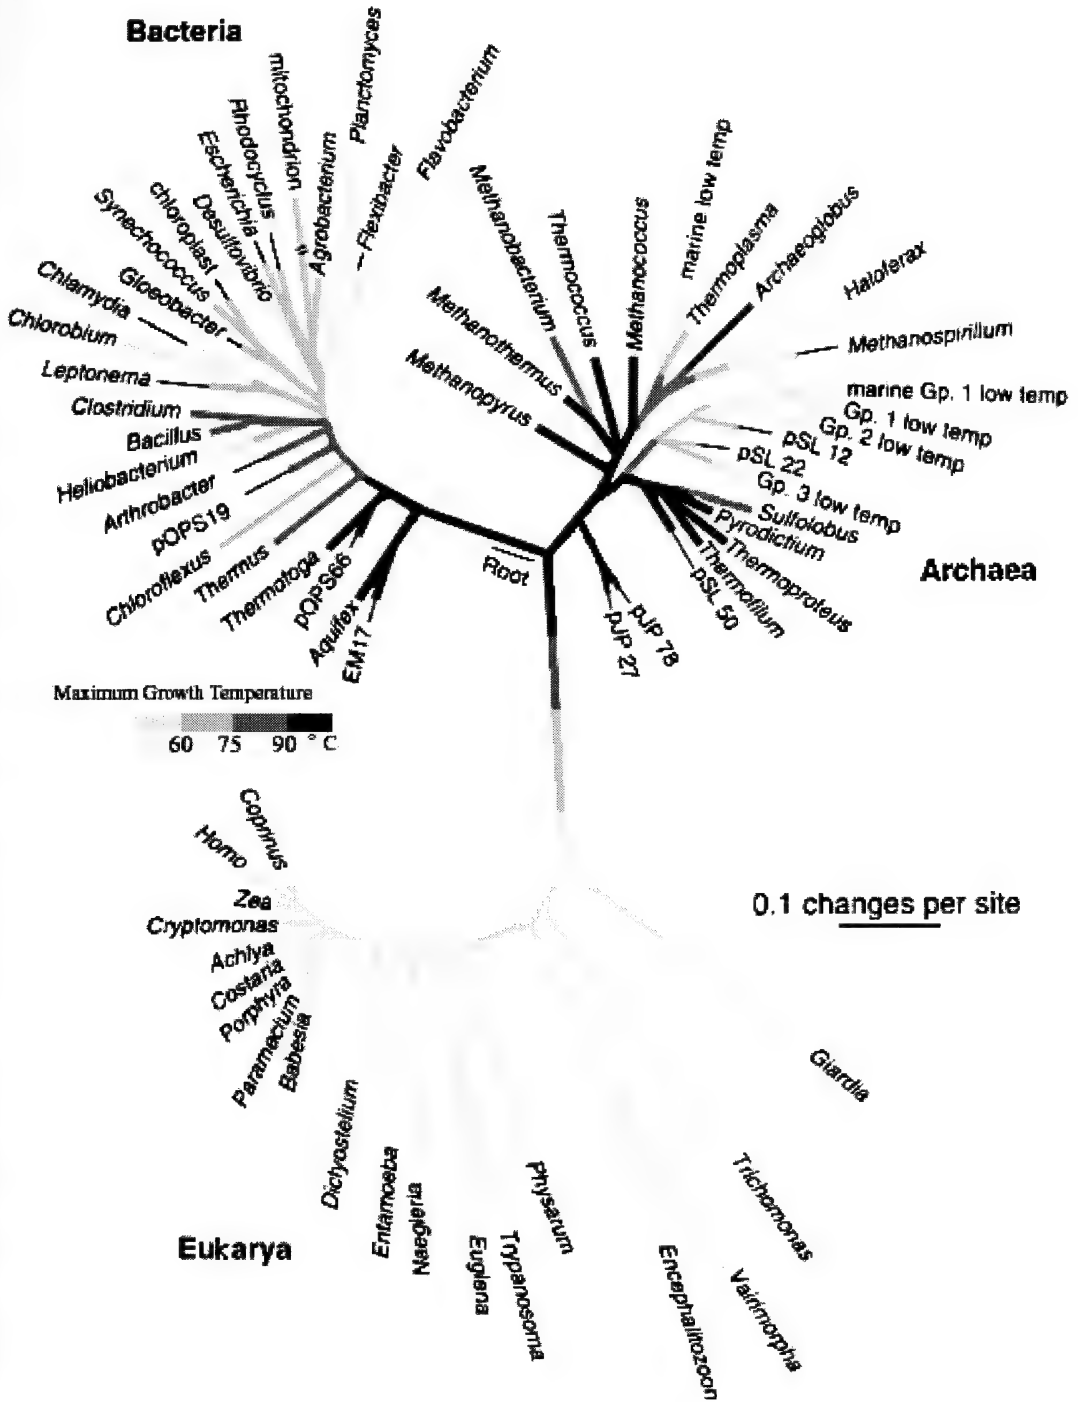 Bacteria
Planctomyces
mitochondrion
Flavobacterium
Rhodocyclus
Escherichia
Agrobacterium
Flexibacter
chloroplast
Desulfovibrio
Synechococcus
Gloeobacter
Chlamydia
Chlorobium
Leptonema
Clostridium
Bacillus
Heliobacterium
Arthrobacter
pOPS19
Chloroflexus
Thermus
Thermotoga
pOPS66
Aquifex
EM17
Root
Methanobacterium
Thermococcus
Methanothermus
Methanopyrus
Methanococcus
marine low temp
Thermoplasma
Archaeoglobus
Haloferax
Methanospirillum
marine Gp. 1 low temp
Gp. 1 low temp
pSL 12
Gp. 2 low temp
pSL 22
Gp. 3 low temp
Sulfolobus
Pyrodictium
Thermoproteus
Thermofilum
pSL 50
pJP 78
pJP 27
Archaea
Maximum Growth Temperature
60 75 90 ° C
Coprinus
Homo
Zea
Cryptomonas
Achlya
Costaria
Porphyra
Paramecium
Babesia
Dictyostelium
Entamoeba
Naegleria
Euglena
Trypanosoma
Physarum
Encephalitozoon
Vairimorpha
Trichomonas
Giardia
0.1 changes per site
Eukarya